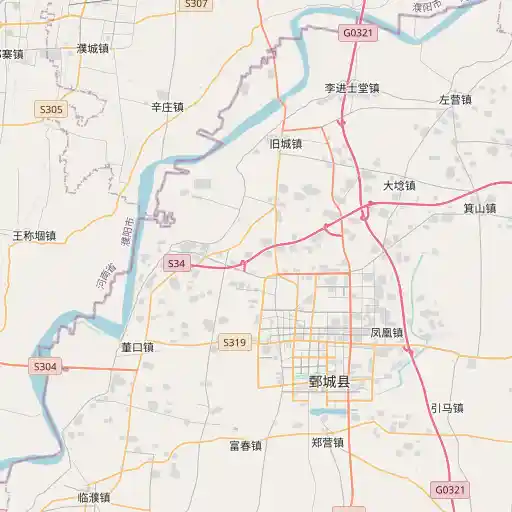 S307
濮阳市
G0321
濮城镇
李进士堂镇
左营镇
S305
辛庄镇
旧城镇
大埝镇
箕山镇
濮阳市
王称堌镇
河南省
S34
凤凰镇
S319
董口镇
S304
鄄城县
引马镇
富春镇
郑营镇
G0321
临濮镇